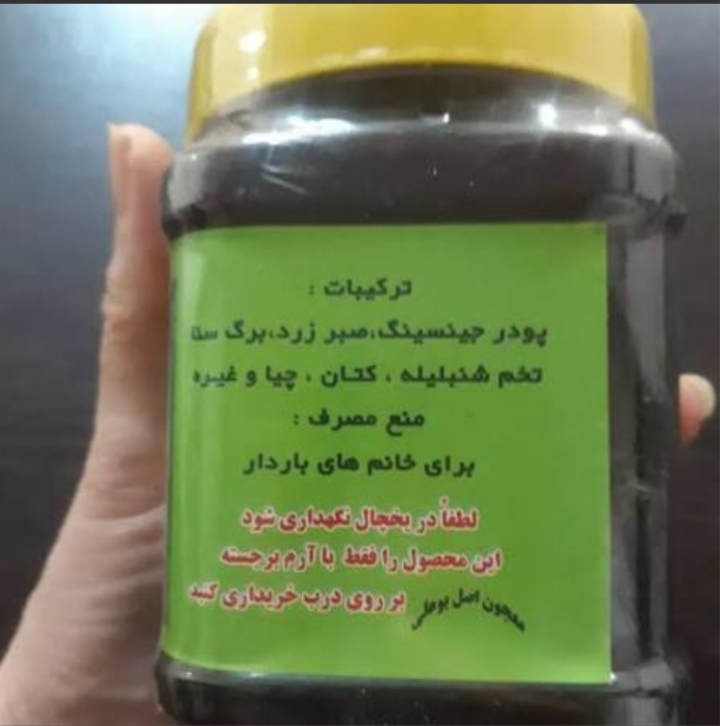 ترکیبات :
پودر جینسینگ،صبر زرد،برگ سنا
تخم شنبلیله ، کتان ، چیا و غیره
منع مصرف :
برای خانم های باردار
لطفاً در یخچال نگهداری شود
این محصول را فقط با آرم برجسته
بر روی درب خریداری کنید
معجون اصل بوعلی